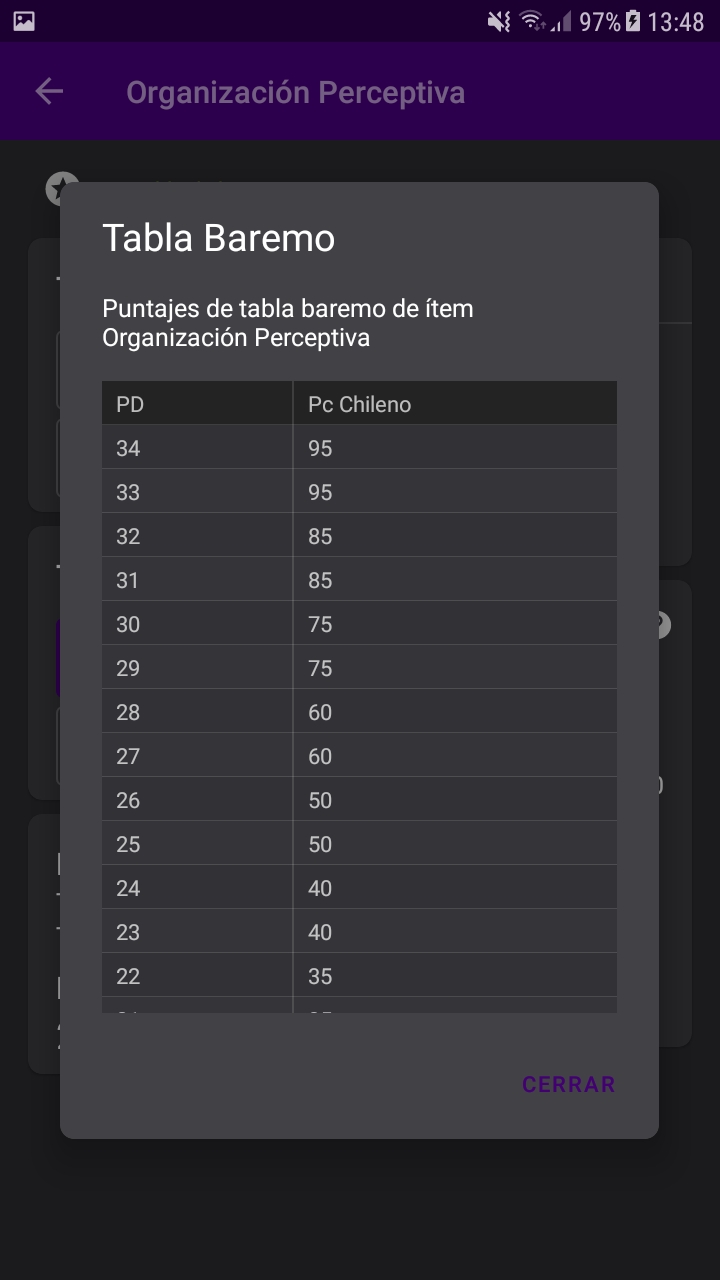 97% 13:48
Organización Perceptiva
Tabla Baremo
Puntajes de tabla baremo de ítem
Organización Perceptiva
PD Pc Chileno
34 95
33 95
32 85
31 85
30 75
29 75
28 60
27 60
26 50
25 50
24 40
23 40
22 35
CERRAR